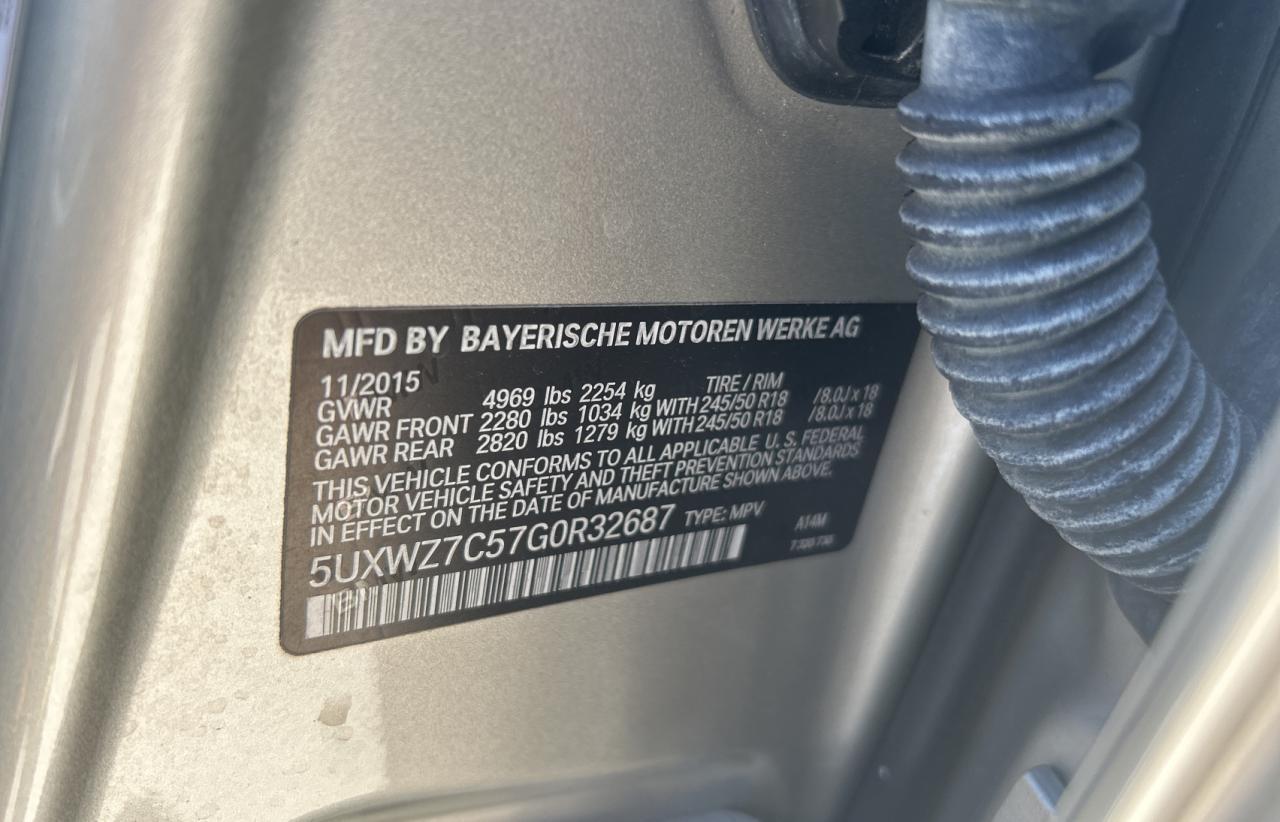 MFD BY BAYERISCHE MOTOREN WERKE AG
11/2015 TIRE / RIM
GVWR 4969 lbs 2254 kg
GAWR FRONT 2280 lbs 1034 kg WITH 245/50 R18 /8.0J x 18
GAWR REAR 2820 lbs 1279 kg WITH 245/50 R18 /8.0J x 18
THIS VEHICLE CONFORMS TO ALL APPLICABLE U. S. FEDERAL
MOTOR VEHICLE SAFETY AND THEFT PREVENTION STANDARDS
IN EFFECT ON THE DATE OF MANUFACTURE SHOWN ABOVE.
5UXWZ7C57G0R32687 TYPE: MPV A14M